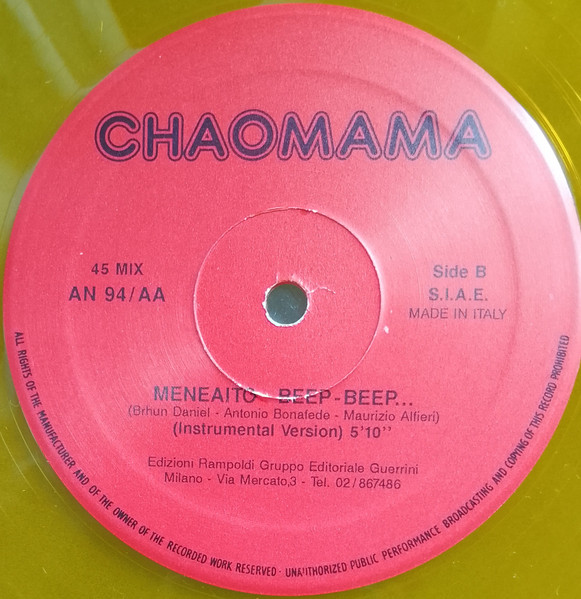 CHAOMAMA
45 MIX
AN 94/AA
Side B
S.I.A.E.
MADE IN ITALY
MENEAITO BEEP-BEEP...
(Brhun Daniel - Antonio Bonafede - Maurizio Alfieri)
(Instrumental Version) 5'10''
Edizioni Rampoldi Gruppo Editoriale Guerrini
Milano - Via Mercato,3 - Tel. 02/867486
ALL RIGHTS OF THE MANUFACTURER AND OF THE OWNER OF THE RECORDED WORK RESERVED - UNAUTHORIZED PUBLIC PERFORMANCE BROADCASTING AND COPYING OF THIS RECORD PROHIBITED